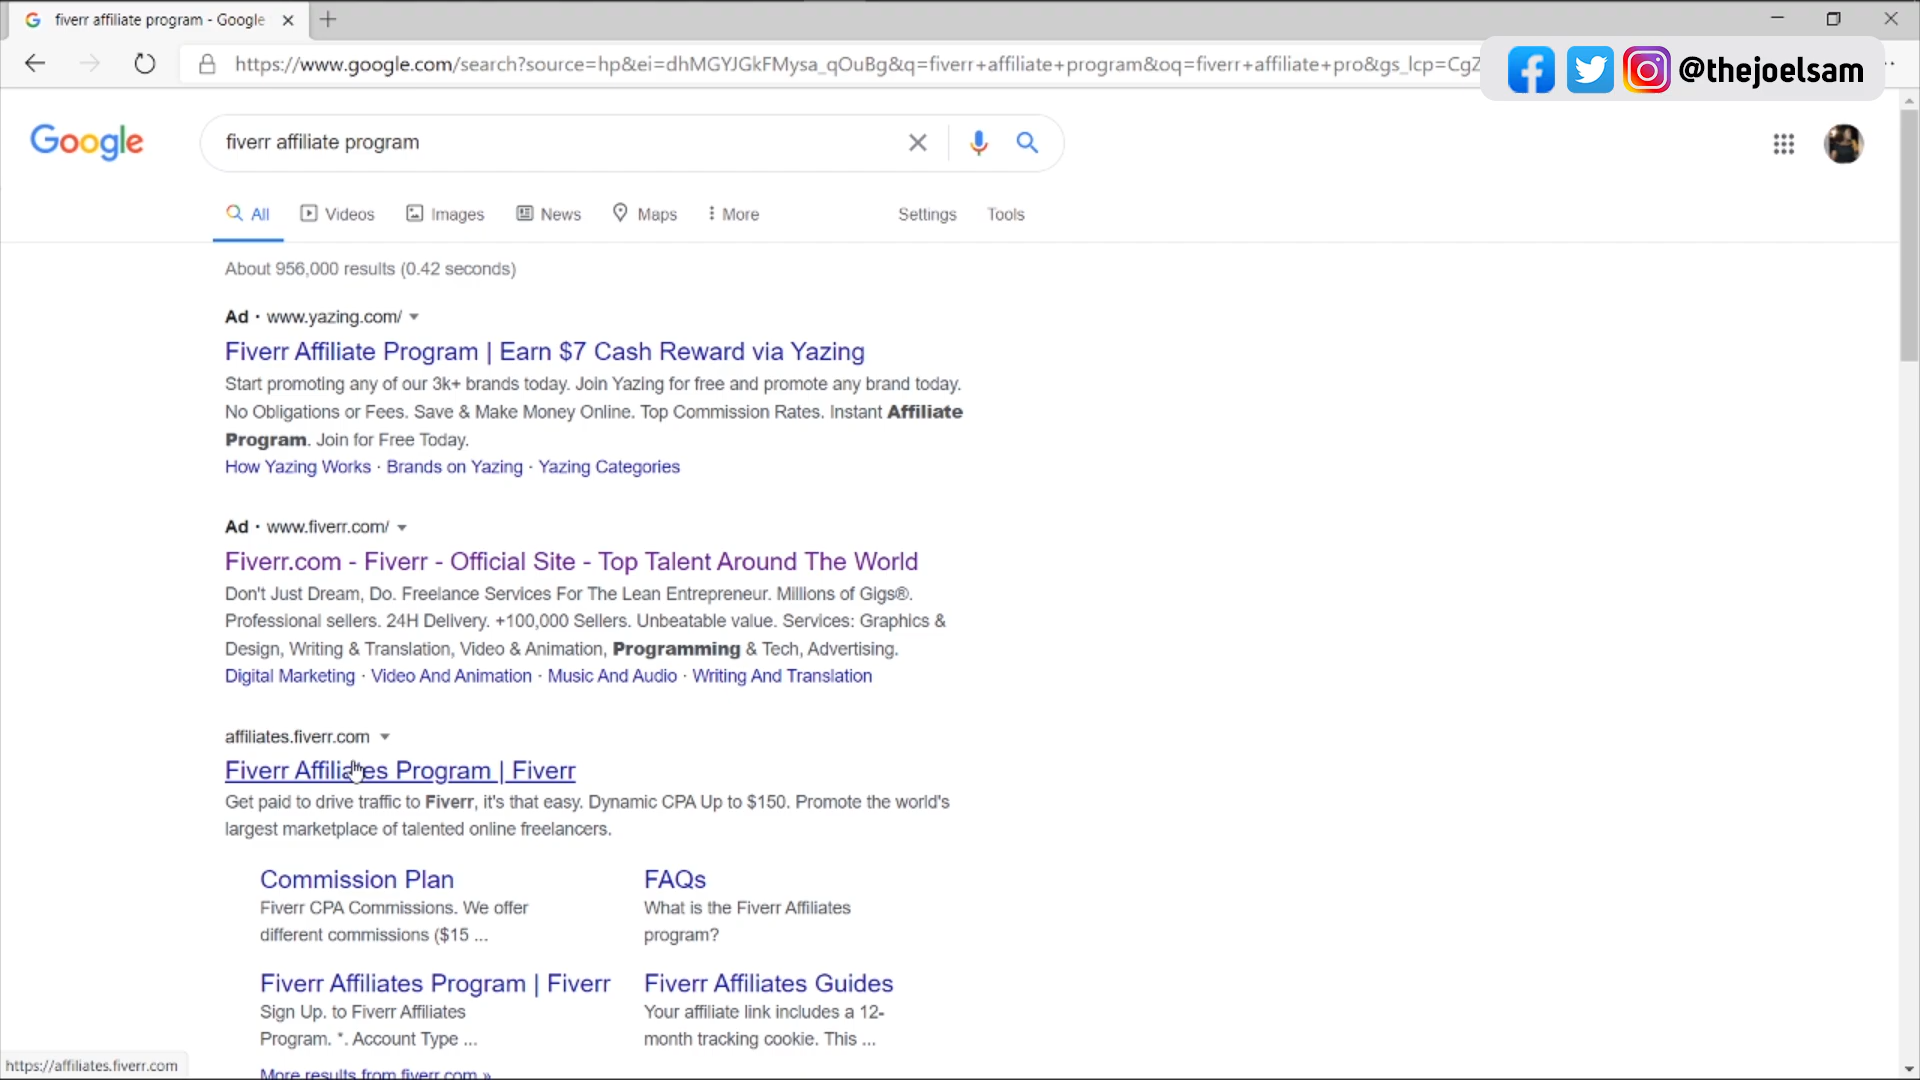 fiverr affiliate program - Google
https://www.google.com/search?source=hp&ei=dhMGYJGkFMysa_qOuBg&q=fiverr+affiliate+program&oq=fiverr+affiliate+pro&gs_lcp=CgZ
@thejoelsam
Google
fiverr affiliate program
All
Videos
Images
News
Maps
More
Settings
Tools
About 956,000 results (0.42 seconds)
Ad · www.yazing.com/
Fiverr Affiliate Program | Earn $7 Cash Reward via Yazing
Start promoting any of our 3k+ brands today. Join Yazing for free and promote any brand today.
No Obligations or Fees. Save & Make Money Online. Top Commission Rates. Instant Affiliate
Program. Join for Free Today.
How Yazing Works · Brands on Yazing · Yazing Categories
Ad · www.fiverr.com/
Fiverr.com - Fiverr - Official Site - Top Talent Around The World
Don't Just Dream, Do. Freelance Services For The Lean Entrepreneur. Millions of Gigs®.
Professional sellers. 24H Delivery. +100,000 Sellers. Unbeatable value. Services: Graphics &
Design, Writing & Translation, Video & Animation, Programming & Tech, Advertising.
Digital Marketing · Video And Animation · Music And Audio · Writing And Translation
affiliates.fiverr.com
Fiverr Affiliates Program | Fiverr
Get paid to drive traffic to Fiverr, it's that easy. Dynamic CPA Up to $150. Promote the world's
largest marketplace of talented online freelancers.
Commission Plan
Fiverr CPA Commissions. We offer
different commissions ($15 ...
FAQs
What is the Fiverr Affiliates
program?
Fiverr Affiliates Program | Fiverr
Sign Up. to Fiverr Affiliates
Program. *. Account Type ...
Fiverr Affiliates Guides
Your affiliate link includes a 12-
month tracking cookie. This ...
More results from fiverr.com »
https://affiliates.fiverr.com